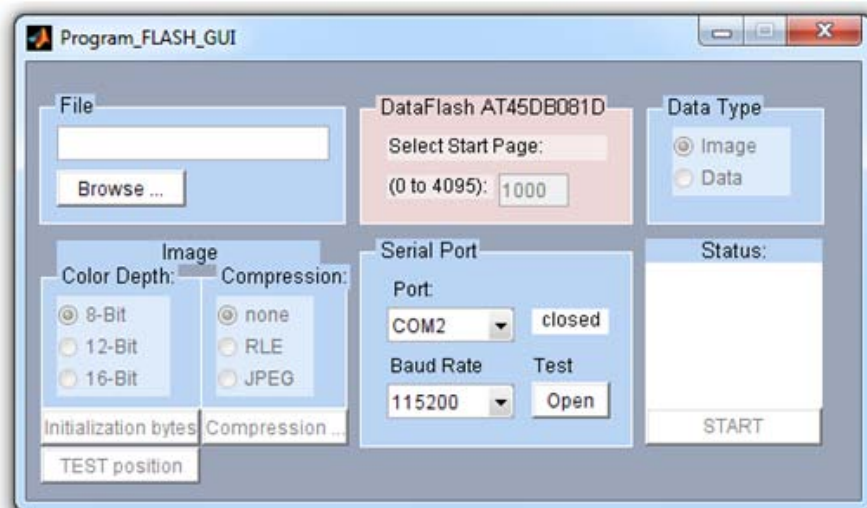 Program_FLASH_GUI
File
Browse ...
DataFlash AT45DB081D
Select Start Page:
(0 to 4095): 1000
Data Type
Image
Data
Image
Color Depth:
8-Bit
12-Bit
16-Bit
Compression:
none
RLE
JPEG
Initialization bytes
Compression ...
TEST position
Serial Port
Port:
COM2
closed
Baud Rate
Test
115200
Open
Status:
START